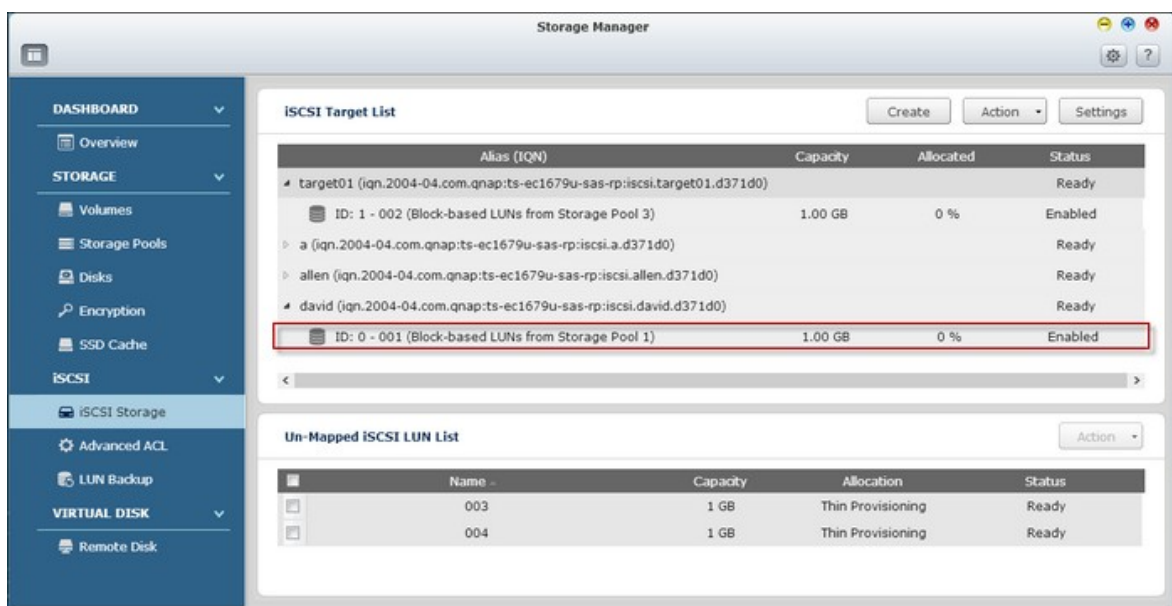 Storage Manager
?
DASHBOARD
Overview
STORAGE
Volumes
Storage Pools
Disks
Encryption
SSD Cache
iSCSI
iSCSI Storage
Advanced ACL
LUN Backup
VIRTUAL DISK
Remote Disk
iSCSI Target List Create Action Settings
Alias (IQN) Capacity Allocated Status
target01 (iqn.2004-04.com.qnap:ts-ec1679u-sas-rp:iscsi.target01.d371d0) Ready
ID: 1 - 002 (Block-based LUNs from Storage Pool 3) 1.00 GB 0 % Enabled
a (iqn.2004-04.com.qnap:ts-ec1679u-sas-rp:iscsi.a.d371d0) Ready
allen (iqn.2004-04.com.qnap:ts-ec1679u-sas-rp:iscsi.allen.d371d0) Ready
david (iqn.2004-04.com.qnap:ts-ec1679u-sas-rp:iscsi.david.d371d0) Ready
ID: 0 - 001 (Block-based LUNs from Storage Pool 1) 1.00 GB 0 % Enabled
Un-Mapped iSCSI LUN List Action
Name Capacity Allocation Status
003 1 GB Thin Provisioning Ready
004 1 GB Thin Provisioning Ready